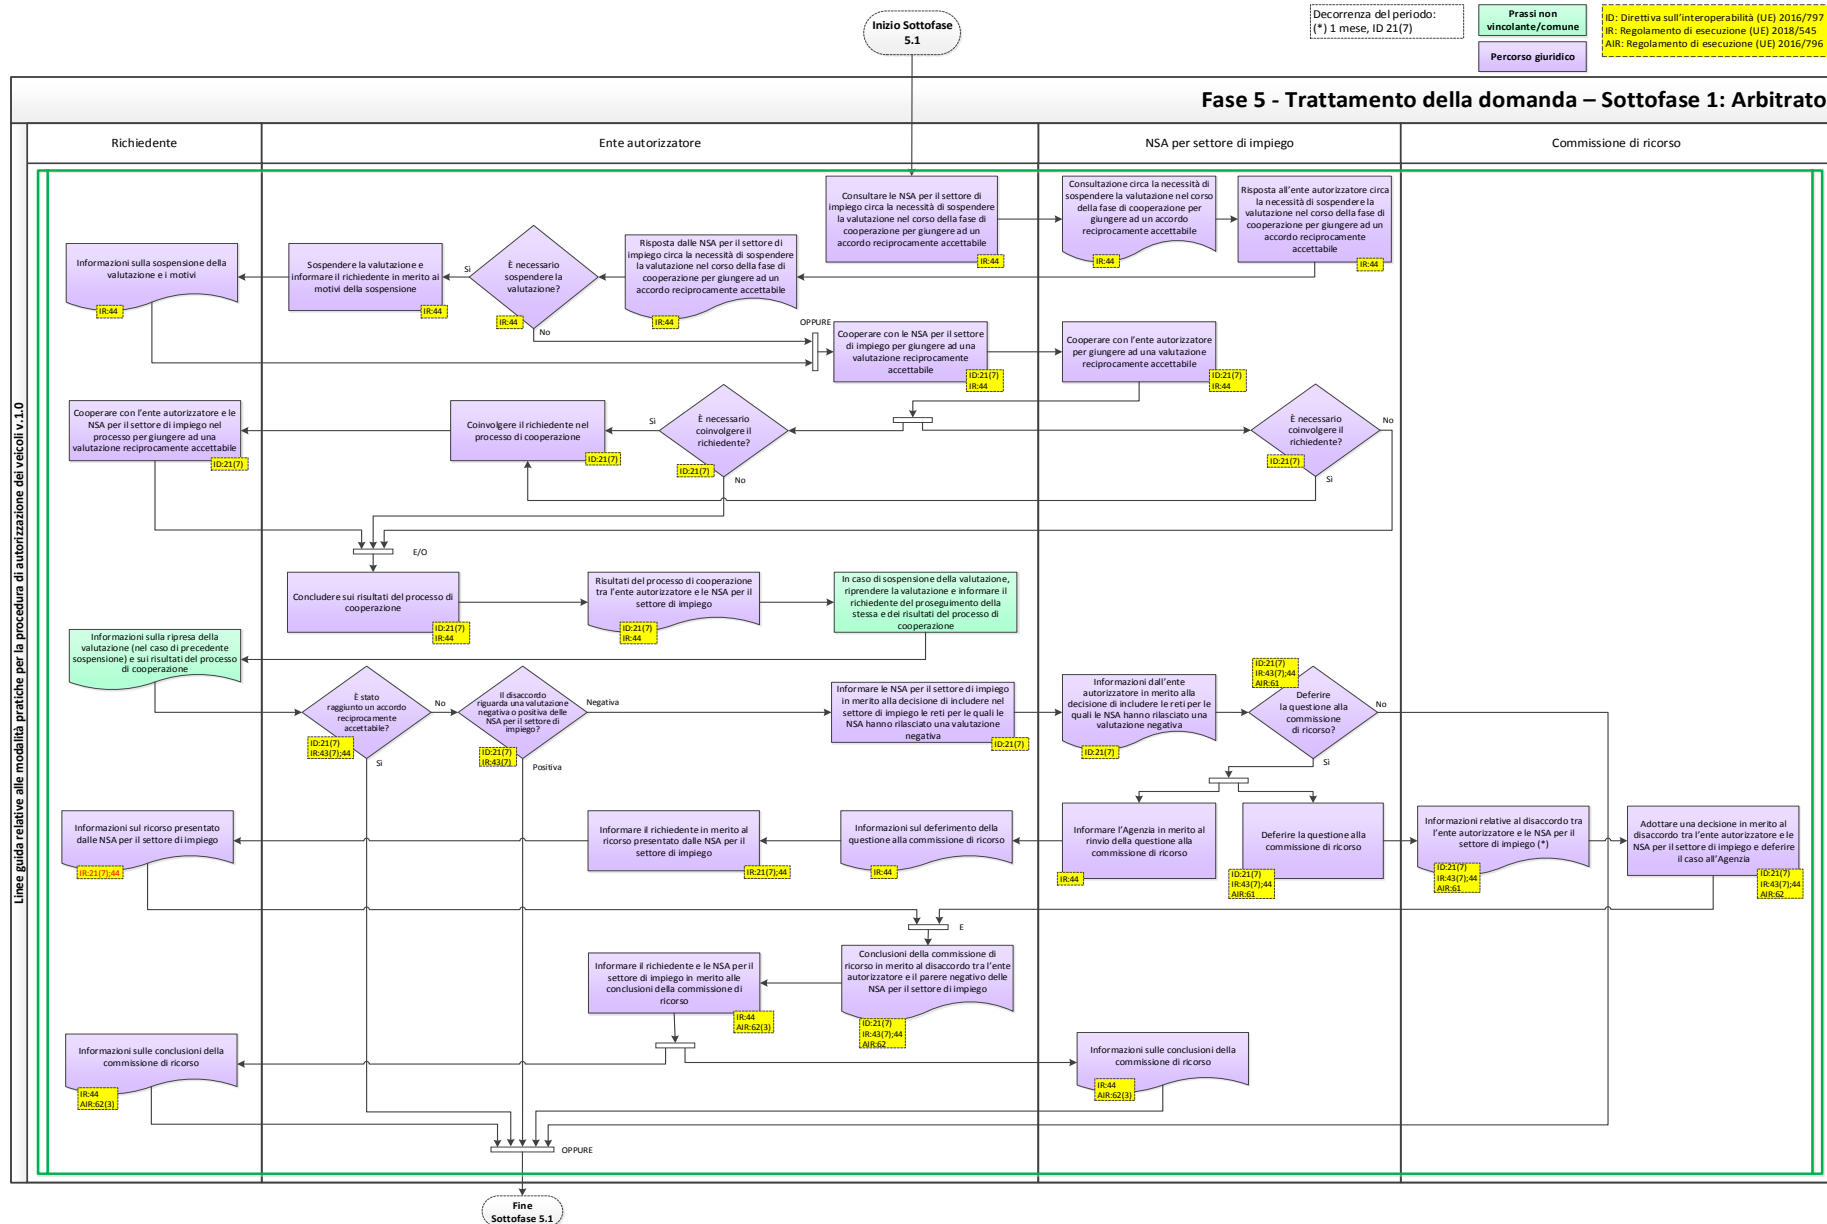 Inizio Sottofase
5.1
Decorrenza del periodo:
(*) 1 mese, ID 21(7)
Prassi non
vincolante/comune
Percorso giuridico
ID: Direttiva sull'interoperabilità (UE) 2016/797
IR: Regolamento di esecuzione (UE) 2018/545
AIR: Regolamento di esecuzione (UE) 2016/796
Fase 5 - Trattamento della domanda – Sottofase 1: Arbitrato
Linee guida relative alle modalità pratiche per la procedura di autorizzazione dei veicoli v.1.0
Richiedente
Ente autorizzatore
NSA per settore di impiego
Commissione di ricorso
Consultare le NSA per il settore di
impiego circa la necessità di sospendere
la valutazione nel corso della fase di
cooperazione per giungere ad un
accordo reciprocamente accettabile
IR:44
Consultazione circa la necessità di
sospendere la valutazione nel corso
della fase di cooperazione per
giungere ad un accordo
reciprocamente accettabile
IR:44
Risposta all'ente autorizzatore circa
la necessità di sospendere la
valutazione nel corso della fase di
cooperazione per giungere ad un
accordo reciprocamente
accettabile
IR:44
Risposta dalle NSA per il settore di
impiego circa la necessità di sospendere
la valutazione nel corso della fase di
cooperazione per giungere ad un
accordo reciprocamente accettabile
IR:44
È necessario
sospendere la
valutazione?
IR:44
Sì
No
Sospendere la valutazione e
informare il richiedente in merito ai
motivi della sospensione
IR:44
Informazioni sulla sospensione della
valutazione e i motivi
IR:44
OPPURE
Cooperare con le NSA per il settore
di impiego per giungere ad una
valutazione reciprocamente
accettabile
ID:21(7)
IR:44
Cooperare con l'ente autorizzatore
per giungere ad una valutazione
reciprocamente accettabile
ID:21(7)
IR:44
Cooperare con l'ente autorizzatore e le
NSA per il settore di impiego nel
processo per giungere ad una
valutazione reciprocamente accettabile
ID:21(7)
Coinvolgere il richiedente nel
processo di cooperazione
ID:21(7)
Sì
È necessario
coinvolgere il
richiedente?
ID:21(7)
No
È necessario
coinvolgere il
richiedente?
ID:21(7)
No
Sì
E/O
Concludere sui risultati del processo di
cooperazione
ID:21(7)
IR:44
Risultati del processo di cooperazione
tra l'ente autorizzatore e le NSA per il
settore di impiego
ID:21(7)
IR:44
In caso di sospensione della valutazione,
riprendere la valutazione e informare il
richiedente del proseguimento della
stessa e dei risultati del processo di
cooperazione
Informazioni sulla ripresa della
valutazione (nel caso di precedente
sospensione) e sui risultati del processo
di cooperazione
È stato
raggiunto un accordo
reciprocamente
accettabile?
ID:21(7)
IR:43(7);44
No
Sì
Il disaccordo
riguarda una valutazione
negativa o positiva delle
NSA per il settore di
impiego?
ID:21(7)
IR:43(7)
Negativa
Positiva
Informare le NSA per il settore di impiego
in merito alla decisione di includere nel
settore di impiego le reti per le quali le
NSA hanno rilasciato una valutazione
negativa
ID:21(7)
Informazioni dall'ente
autorizzatore in merito alla
decisione di includere le reti per le
quali le NSA hanno rilasciato una
valutazione negativa
ID:21(7)
ID:21(7)
IR:43(7);44
AIR:61
Deferire
la questione alla
commissione
di ricorso?
No
Sì
Informazioni sul ricorso presentato
dalle NSA per il settore di impiego
IR:21(7);44
Informare il richiedente in merito al
ricorso presentato dalle NSA per il
settore di impiego
IR:21(7);44
Informazioni sul deferimento della
questione alla commissione di ricorso
IR:44
Informare l'Agenzia in merito al
rinvio della questione alla
commissione di ricorso
IR:44
Deferire la questione alla
commissione di ricorso
ID:21(7)
IR:43(7);44
AIR:61
Informazioni relative al disaccordo tra
l'ente autorizzatore e le NSA per il
settore di impiego (*)
ID:21(7)
IR:43(7);44
AIR:61
Adottare una decisione in merito al
disaccordo tra l'ente autorizzatore e le
NSA per il settore di impiego e deferire
il caso all'Agenzia
ID:21(7)
IR:43(7);44
AIR:62
E
Conclusioni della commissione di
ricorso in merito al disaccordo tra l'ente
autorizzatore e il parere negativo delle
NSA per il settore di impiego
ID:21(7)
IR:43(7);44
AIR:62
Informare il richiedente e le NSA per il
settore di impiego in merito alle
conclusioni della commissione di
ricorso
IR:44
AIR:62(3)
Informazioni sulle conclusioni della
commissione di ricorso
IR:44
AIR:62(3)
Informazioni sulle conclusioni della
commissione di ricorso
IR:44
AIR:62(3)
OPPURE
Fine
Sottofase 5.1